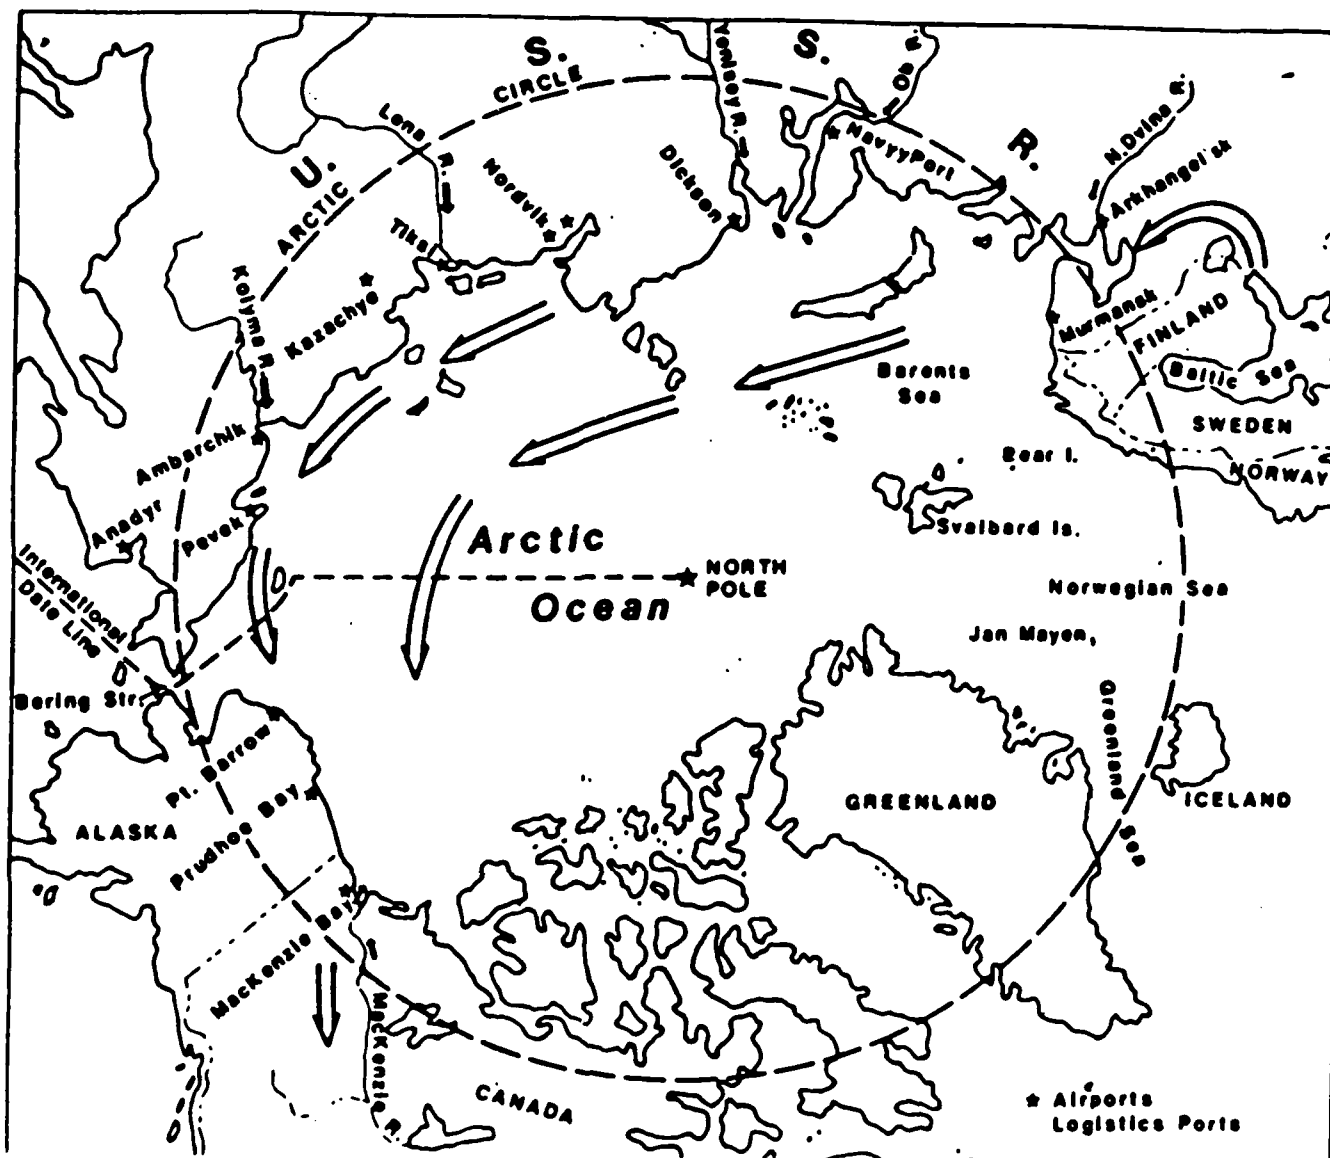 U.
S.
S.
R.
ARCTIC
CIRCLE
Lena R.
Nordvik
Tiksi
Dickson
Yenisey R.
Ob R.
Navyy Port
N. Dvina R.
Arkhangel'sk
Kolyma R.
Kazachye
Murmansk
FINLAND
Baltic Sea
SWEDEN
NORWAY
Barents
Sea
Bear I.
Svalbard Is.
Ambarchik
Anadyr
Pevek
Arctic
Ocean
NORTH
POLE
Norwegian Sea
Jan Mayen
International
Date Line
Bering Str.
Pt. Barrow
Prudhoe Bay
ALASKA
MacKenzie Bay
MacKenzie R.
CANADA
GREENLAND
Greenland Sea
ICELAND
Airports
Logistics Ports